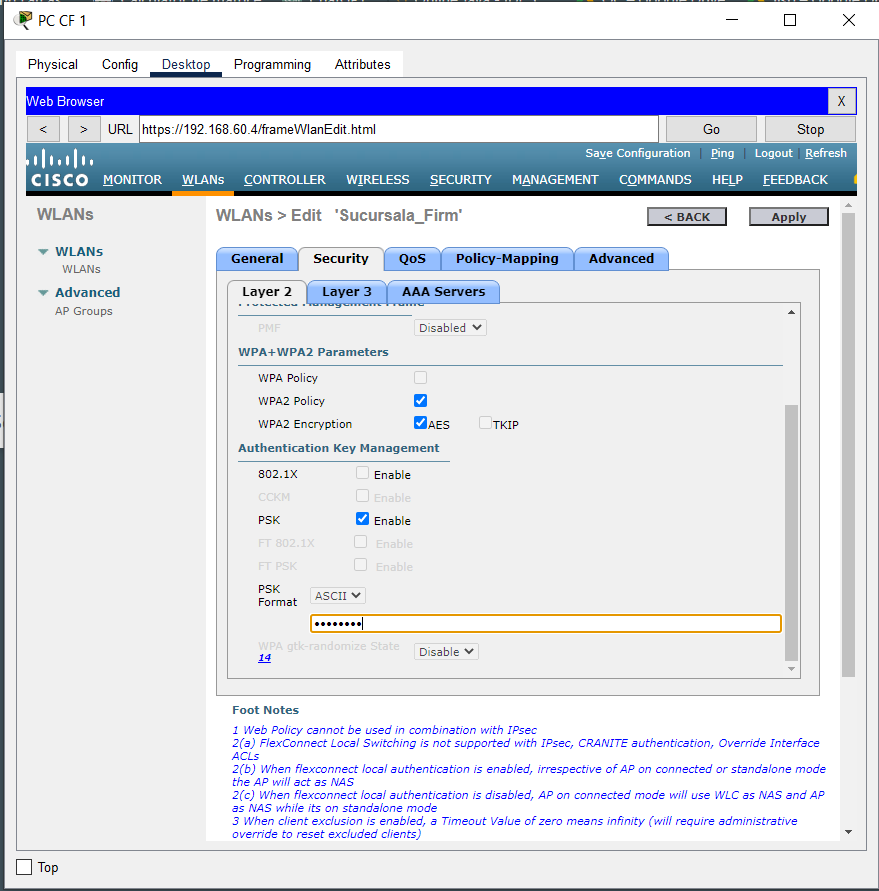 PC CF 1
Physical Config Desktop Programming Attributes
Web Browser X
< > URL https://192.168.60.4/frameWlanEdit.html Go Stop
Save Configuration | Ping | Logout | Refresh
CISCO MONITOR WLANs CONTROLLER WIRELESS SECURITY MANAGEMENT COMMANDS HELP FEEDBACK
WLANs
WLANs
WLANs
Advanced
AP Groups
WLANs > Edit 'Sucursala_Firm' < BACK Apply
General Security QoS Policy-Mapping Advanced
Layer 2 Layer 3 AAA Servers
Protected Management Frame
PMF Disabled
WPA+WPA2 Parameters
WPA Policy
WPA2 Policy
WPA2 Encryption AES TKIP
Authentication Key Management
802.1X Enable
CCKM Enable
PSK Enable
FT 802.1X Enable
FT PSK Enable
PSK
Format ASCII
••••••••
WPA gtk-randomize State Disable
14
Foot Notes
1 Web Policy cannot be used in combination with IPsec
2(a) FlexConnect Local Switching is not supported with IPsec, CRANITE authentication, Override Interface
ACLs
2(b) When flexconnect local authentication is enabled, irrespective of AP on connected or standalone mode
the AP will act as NAS
2(c) When flexconnect local authentication is disabled, AP on connected mode will use WLC as NAS and AP
as NAS while its on standalone mode
3 When client exclusion is enabled, a Timeout Value of zero means infinity (will require administrative
override to reset excluded clients)
Top